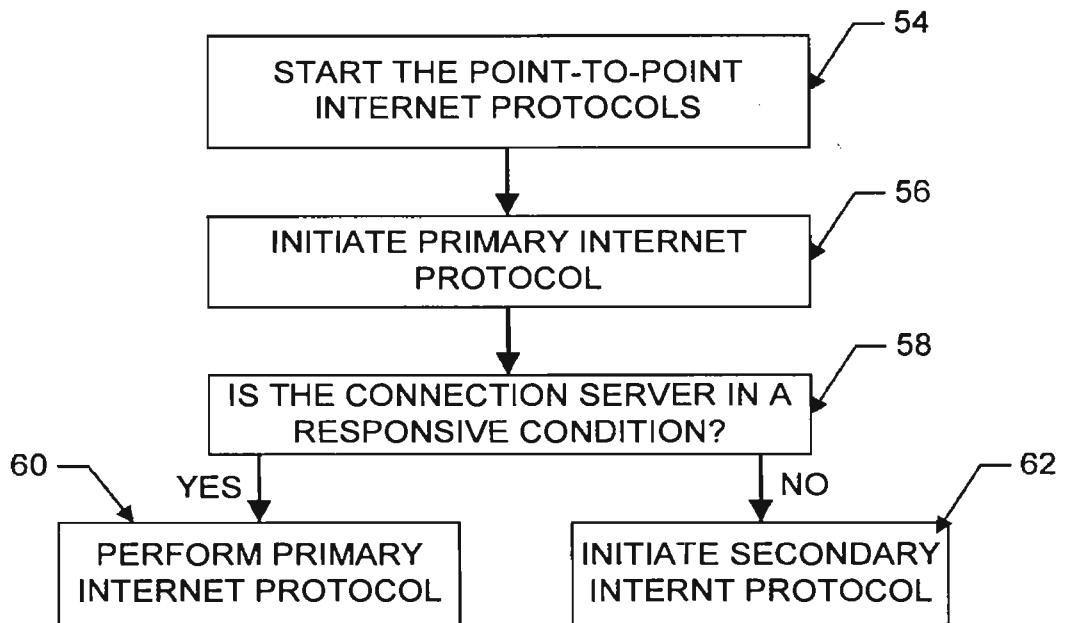 54
START THE POINT-TO-POINT
INTERNET PROTOCOLS
56
INITIATE PRIMARY INTERNET
PROTOCOL
58
IS THE CONNECTION SERVER IN A
RESPONSIVE CONDITION?
60
YES
NO
62
PERFORM PRIMARY
INTERNET PROTOCOL
INITIATE SECONDARY
INTERNT PROTOCOL